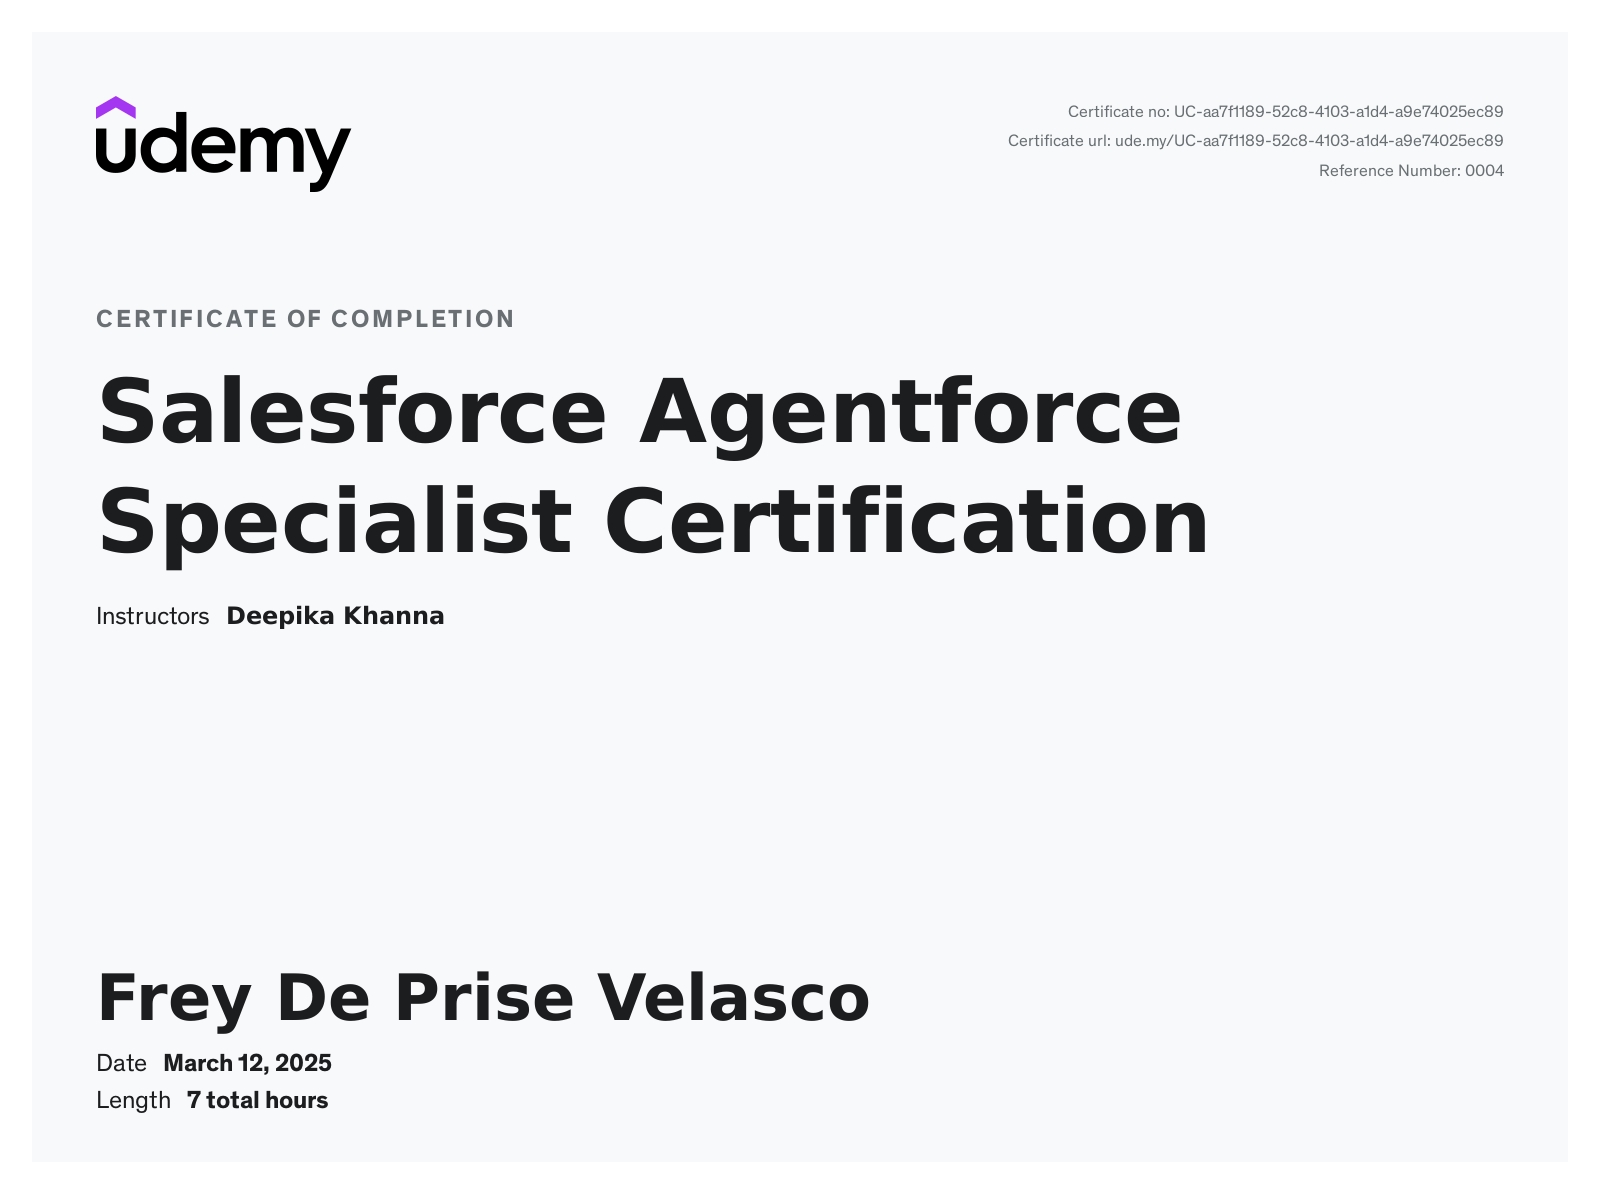 udemy
Certificate no: UC-aa7f1189-52c8-4103-a1d4-a9e74025ec89
Certificate url: ude.my/UC-aa7f1189-52c8-4103-a1d4-a9e74025ec89
Reference Number: 0004
CERTIFICATE OF COMPLETION
Salesforce Agentforce
Specialist Certification
Instructors Deepika Khanna
Frey De Prise Velasco
Date March 12, 2025
Length 7 total hours